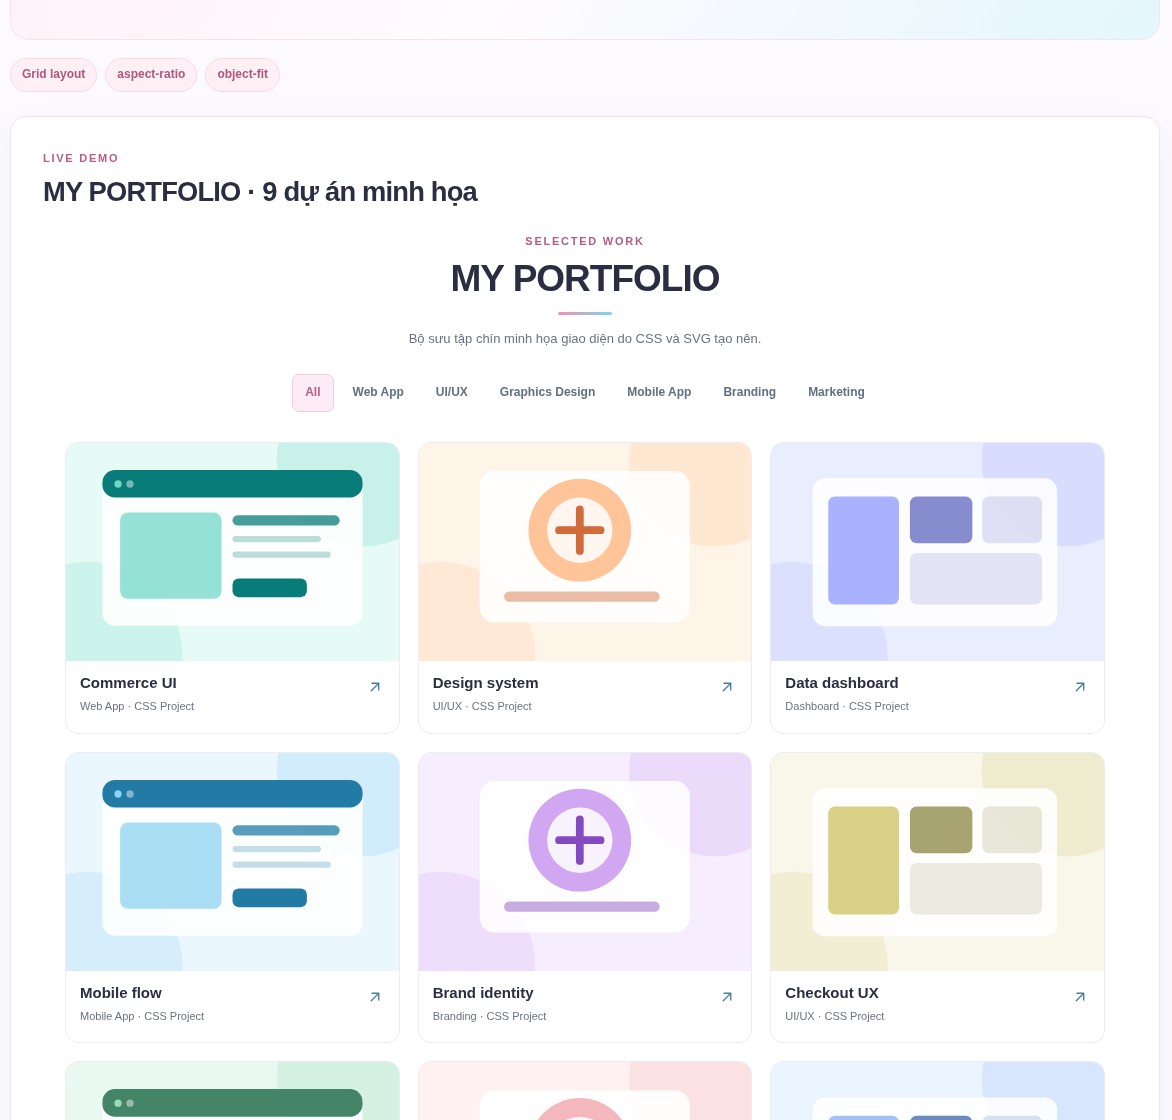 Grid layout
aspect-ratio
object-fit
LIVE DEMO
MY PORTFOLIO · 9 dự án minh họa
SELECTED WORK
MY PORTFOLIO
Bộ sưu tập chín minh họa giao diện do CSS và SVG tạo nên.
All
Web App
UI/UX
Graphics Design
Mobile App
Branding
Marketing
Commerce UI
Web App · CSS Project
Design system
UI/UX · CSS Project
Data dashboard
Dashboard · CSS Project
Mobile flow
Mobile App · CSS Project
Brand identity
Branding · CSS Project
Checkout UX
UI/UX · CSS Project